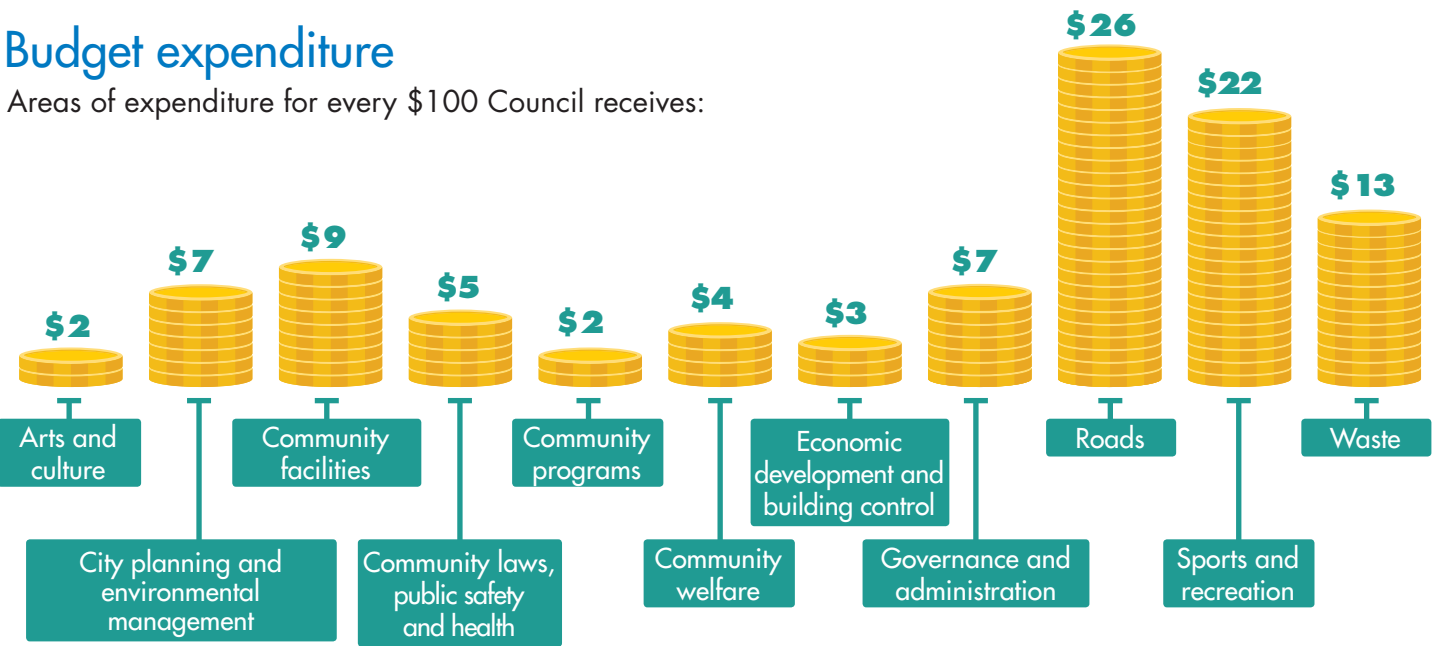 Budget expenditure
Areas of expenditure for every $100 Council receives:
$2
$7
$9
$5
$2
$4
$3
$7
$26
$22
$13
Arts and
culture
City planning and
environmental
management
Community
facilities
Community laws,
public safety
and health
Community
programs
Community
welfare
Economic
development and
building control
Governance and
administration
Roads
Sports and
recreation
Waste